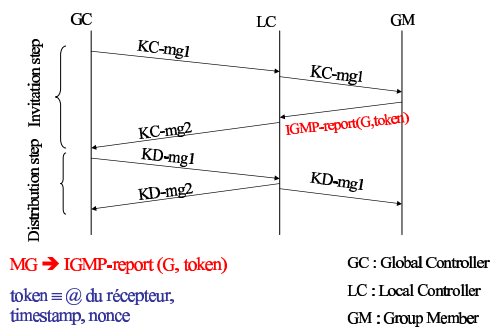 GC LC GM
KC-mg1
KC-mg1
Invitation step
IGMP-report(G,token)
KC-mg2
Distribution step
KD-mg1
KD-mg2
KD-mg1
MG ➔ IGMP-report (G, token)
token ≡ @ du récepteur,
timestamp, nonce
GC : Global Controller
LC : Local Controller
GM : Group Member